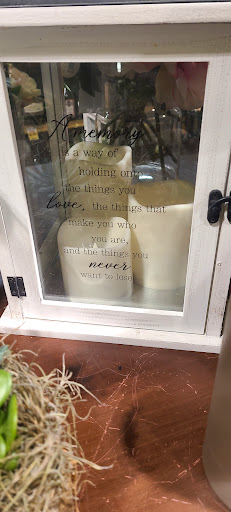 A memory
is a way of
holding onto
the things you
love, the things that
make you who
you are,
and the things you
never
want to lose.